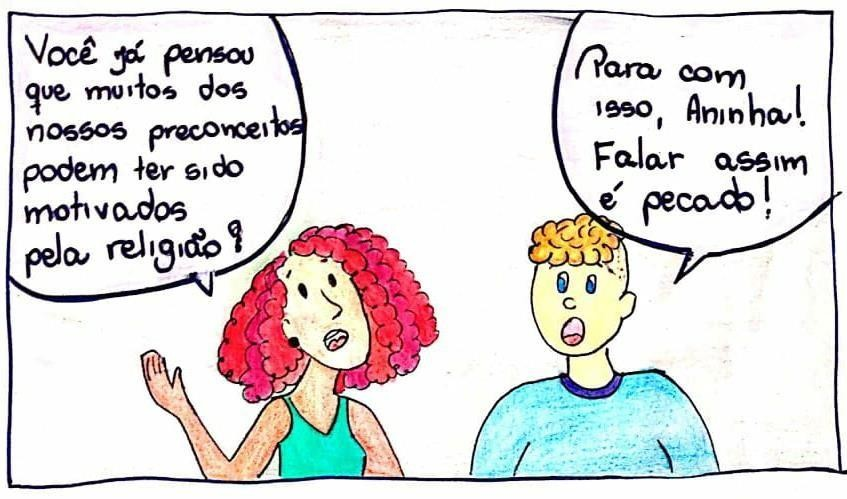 Você já pensou
que muitos dos
nossos preconceitos
podem ter sido
motivados
pela religião?
Para com
isso, Aninha!
Falar assim
é pecado!